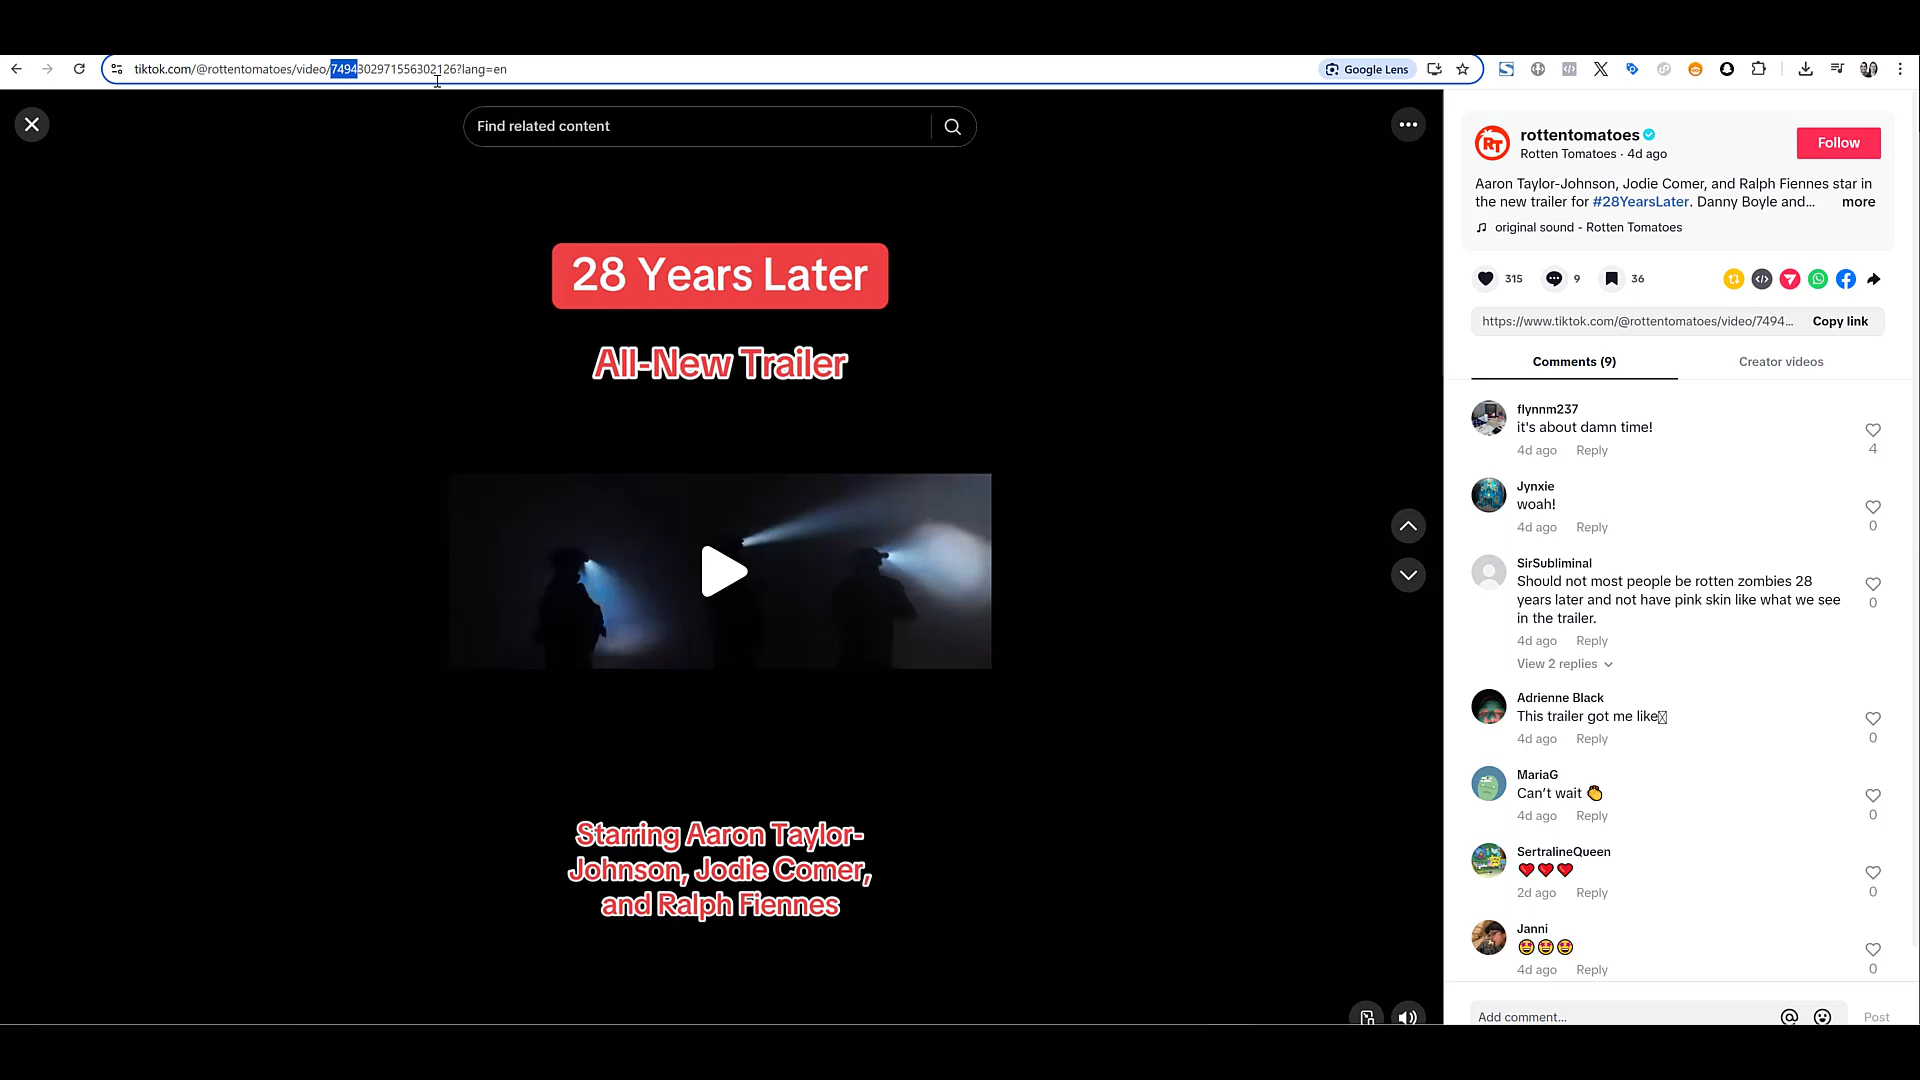 tiktok.com/@rottentomatoes/video/7494302971556302126?lang=en
Google Lens
Find related content
28 Years Later
All-New Trailer
Starring Aaron Taylor-
Johnson, Jodie Comer,
and Ralph Fiennes
RT
rottentomatoes
Rotten Tomatoes · 4d ago
Follow
Aaron Taylor-Johnson, Jodie Comer, and Ralph Fiennes star in
the new trailer for #28YearsLater. Danny Boyle and... more
original sound - Rotten Tomatoes
315 9 36
https://www.tiktok.com/@rottentomatoes/video/7494... Copy link
Comments (9) Creator videos
flynnm237
it's about damn time!
4d ago Reply
4
Jynxie
woah!
4d ago Reply
0
SirSubliminal
Should not most people be rotten zombies 28
years later and not have pink skin like what we see
in the trailer.
4d ago Reply
0
View 2 replies
Adrienne Black
This trailer got me like
4d ago Reply
0
MariaG
Can’t wait 👏
4d ago Reply
0
SertralineQueen
❤️❤️❤️
2d ago Reply
0
Janni
🤩🤩🤩
4d ago Reply
0
Add comment... Post